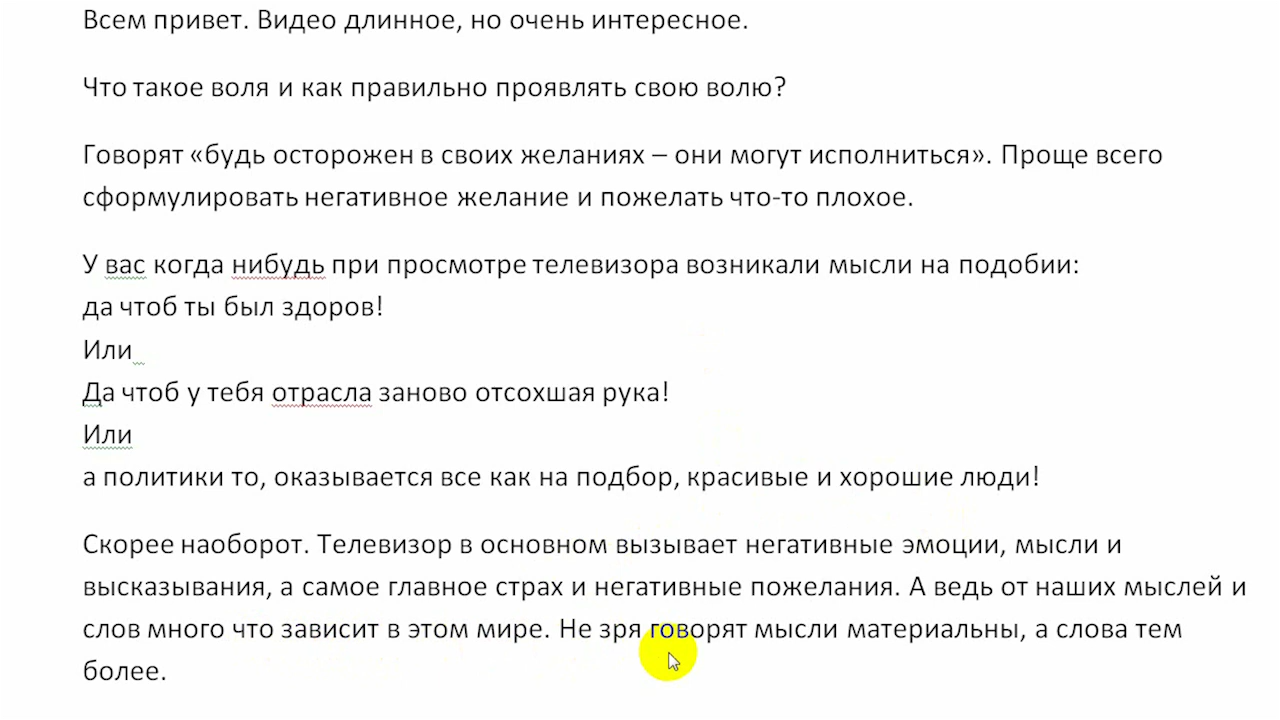 Всем привет. Видео длинное, но очень интересное.
Что такое воля и как правильно проявлять свою волю?
Говорят «будь осторожен в своих желаниях – они могут исполниться». Проще всего
сформулировать негативное желание и пожелать что-то плохое.
У вас когда нибудь при просмотре телевизора возникали мысли на подобии:
да чтоб ты был здоров!
Или
Да чтоб у тебя отрасла заново отсохшая рука!
Или
а политики то, оказывается все как на подбор, красивые и хорошие люди!
Скорее наоборот. Телевизор в основном вызывает негативные эмоции, мысли и
высказывания, а самое главное страх и негативные пожелания. А ведь от наших мыслей и
слов много что зависит в этом мире. Не зря говорят мысли материальны, а слова тем
более.